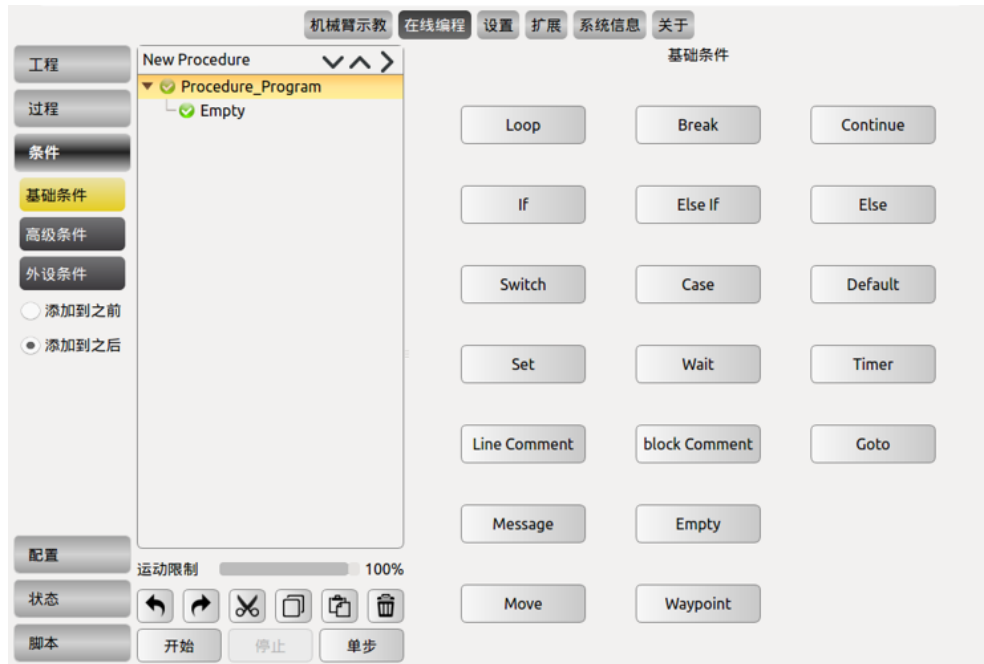 机械臂示教 在线编程 设置 扩展 系统信息 关于
工程
过程
条件
基础条件
高级条件
外设条件
添加到之前
添加到之后
配置
状态
脚本
New Procedure
Procedure_Program
Empty
运动限制 100%
开始 停止 单步
基础条件
Loop Break Continue
If Else If Else
Switch Case Default
Set Wait Timer
Line Comment block Comment Goto
Message Empty
Move Waypoint